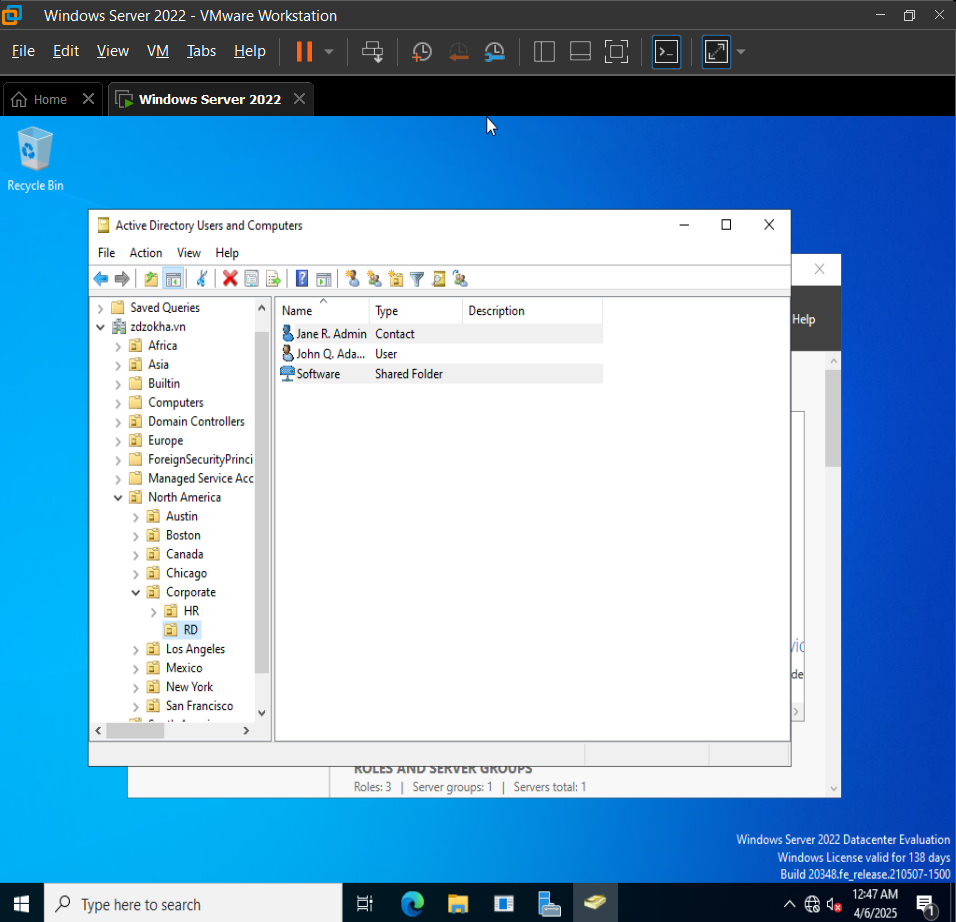 Windows Server 2022 - VMware Workstation
File Edit View VM Tabs Help
Home
Windows Server 2022
Recycle Bin
Active Directory Users and Computers
File Action View Help
Saved Queries
zdzokha.vn
Africa
Asia
Builtin
Computers
Domain Controllers
Europe
ForeignSecurityPrinci
Managed Service Acc
North America
Austin
Boston
Canada
Chicago
Corporate
HR
RD
Los Angeles
Mexico
New York
San Francisco
Name Type Description
Jane R. Admin Contact
John Q. Ada... User
Software Shared Folder
Help
de
ROLES AND SERVER GROUPS
Roles: 3 | Server groups: 1 | Servers total: 1
Windows Server 2022 Datacenter Evaluation
Windows License valid for 138 days
Build 20348.fe_release.210507-1500
Type here to search
12:47 AM
4/6/2025
1